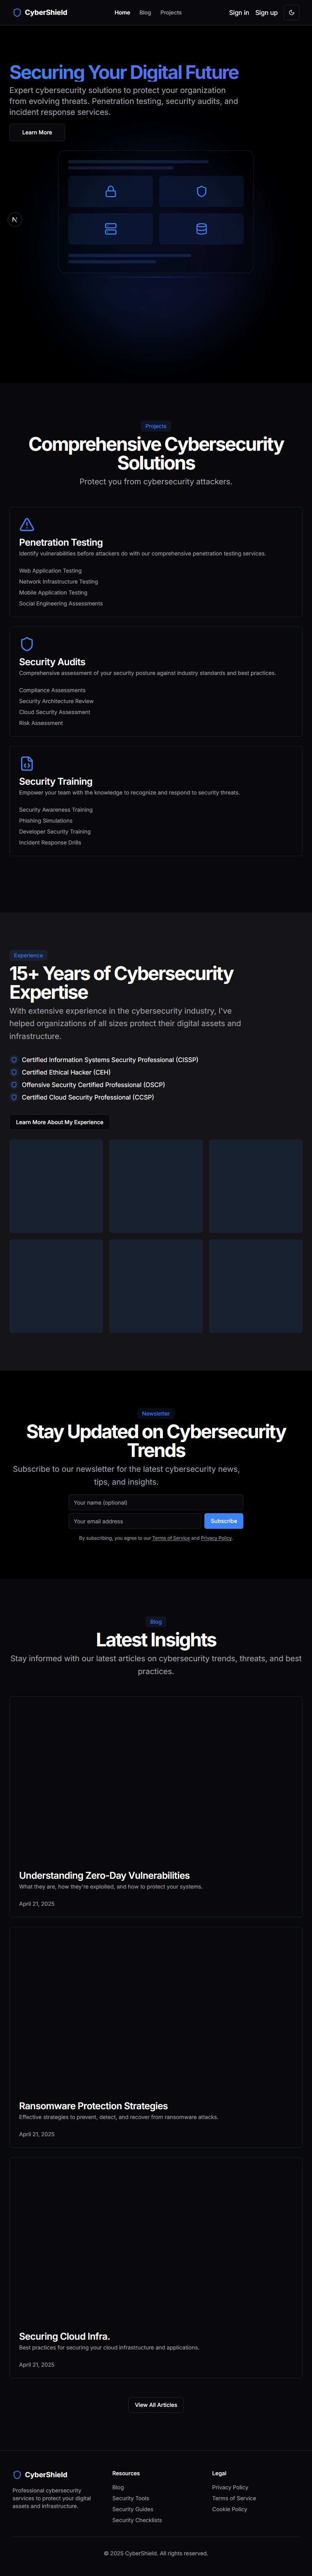 CyberShield
Home
Blog
Projects
Sign in
Sign up
Securing Your Digital Future
Expert cybersecurity solutions to protect your organization
from evolving threats. Penetration testing, security audits, and
incident response services.
Learn More
N
Projects
Comprehensive Cybersecurity
Solutions
Protect you from cybersecurity attackers.
Penetration Testing
Identify vulnerabilities before attackers do with our comprehensive penetration testing services.
Web Application Testing
Network Infrastructure Testing
Mobile Application Testing
Social Engineering Assessments
Security Audits
Comprehensive assessment of your security posture against industry standards and best practices.
Compliance Assessments
Security Architecture Review
Cloud Security Assessment
Risk Assessment
Security Training
Empower your team with the knowledge to recognize and respond to security threats.
Security Awareness Training
Phishing Simulations
Developer Security Training
Incident Response Drills
Experience
15+ Years of Cybersecurity
Expertise
With extensive experience in the cybersecurity industry, I've
helped organizations of all sizes protect their digital assets and
infrastructure.
Certified Information Systems Security Professional (CISSP)
Certified Ethical Hacker (CEH)
Offensive Security Certified Professional (OSCP)
Certified Cloud Security Professional (CCSP)
Learn More About My Experience
Newsletter
Stay Updated on Cybersecurity
Trends
Subscribe to our newsletter for the latest cybersecurity news,
tips, and insights.
Your name (optional)
Your email address
Subscribe
By subscribing, you agree to our Terms of Service and Privacy Policy.
Blog
Latest Insights
Stay informed with our latest articles on cybersecurity trends, threats, and best
practices.
Understanding Zero-Day Vulnerabilities
What they are, how they're exploited, and how to protect your systems.
April 21, 2025
Ransomware Protection Strategies
Effective strategies to prevent, detect, and recover from ransomware attacks.
April 21, 2025
Securing Cloud Infra.
Best practices for securing your cloud infrastructure and applications.
April 21, 2025
View All Articles
CyberShield
Professional cybersecurity
services to protect your digital
assets and infrastructure.
Resources
Blog
Security Tools
Security Guides
Security Checklists
Legal
Privacy Policy
Terms of Service
Cookie Policy
© 2025 CyberShield. All rights reserved.